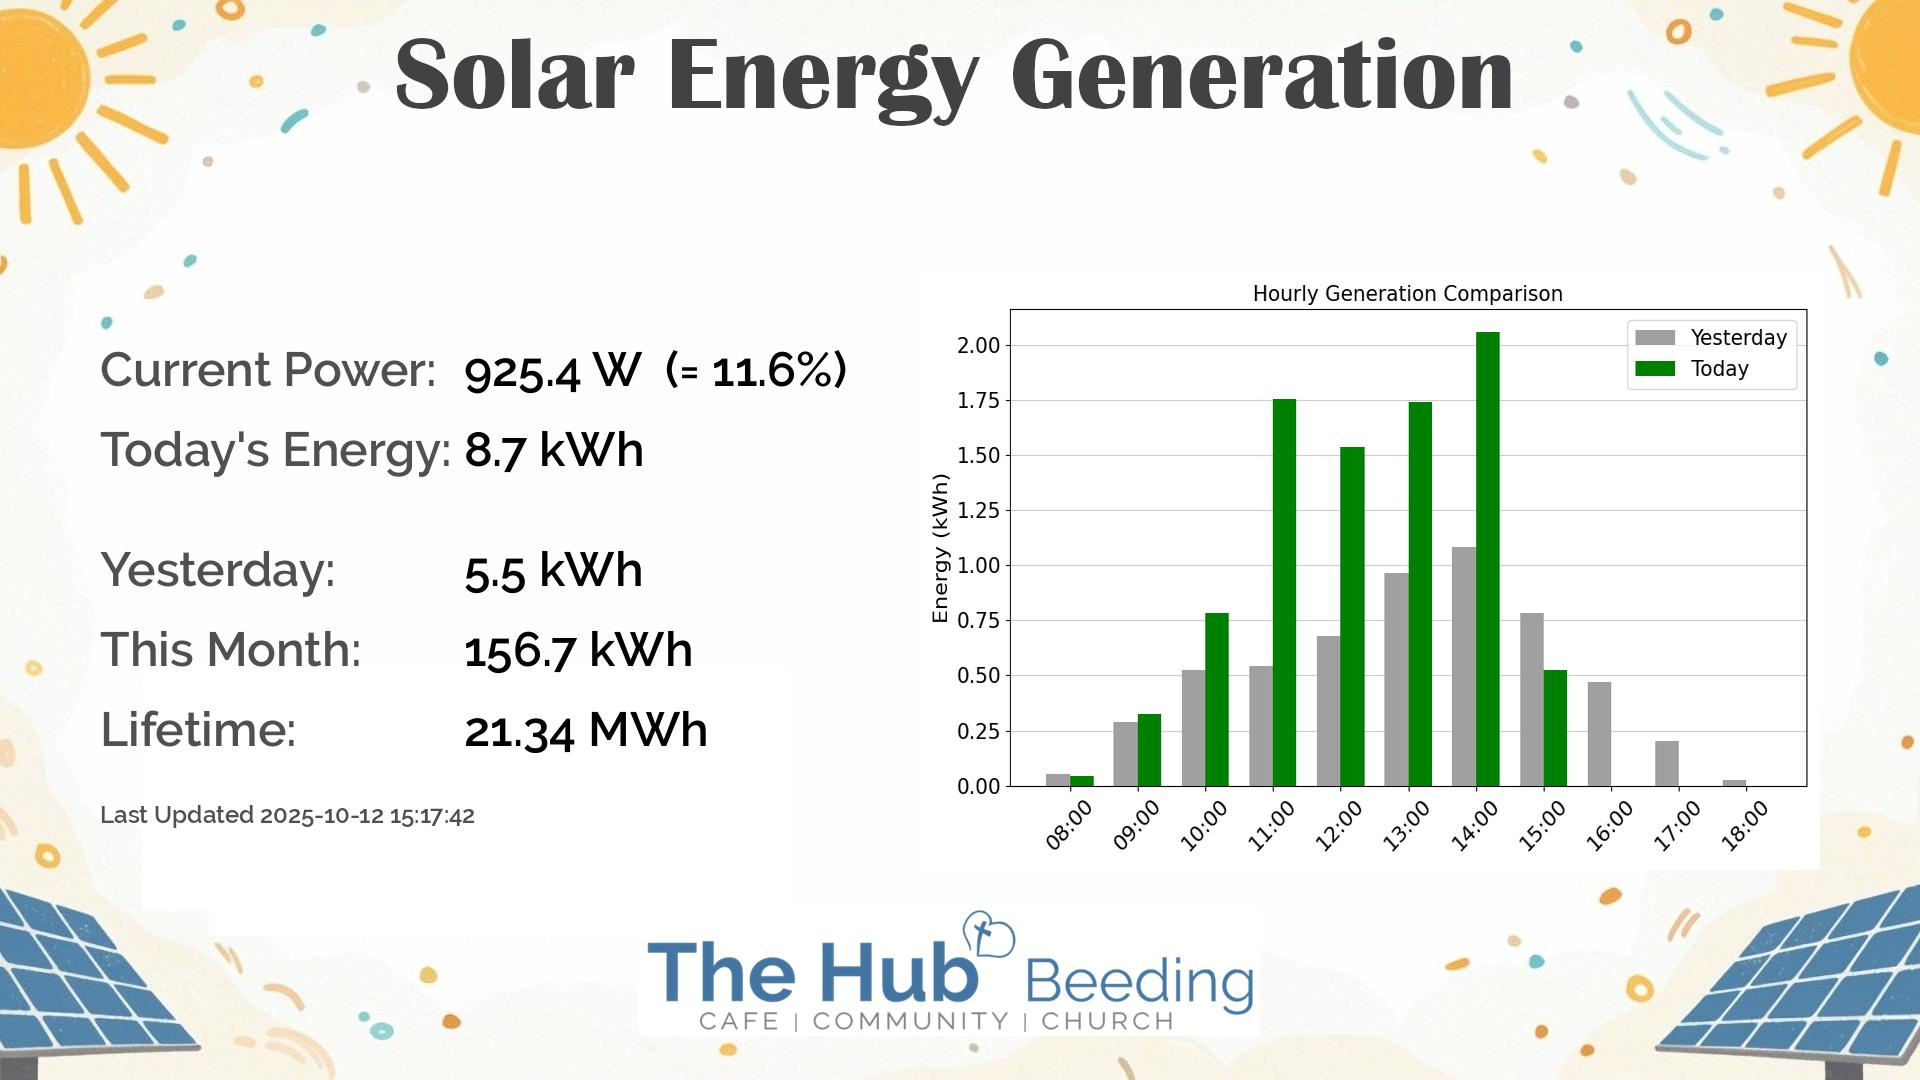 Solar Energy Generation
Current Power: 925.4 W (= 11.6%)
Today's Energy: 8.7 kWh
Yesterday: 5.5 kWh
This Month: 156.7 kWh
Lifetime: 21.34 MWh
Last Updated 2025-10-12 15:17:42
Hourly Generation Comparison
Yesterday
Today
Energy (kWh)
2.00
1.75
1.50
1.25
1.00
0.75
0.50
0.25
0.00
08:00 09:00 10:00 11:00 12:00 13:00 14:00 15:00 16:00 17:00 18:00
The Hub Beeding
CAFE | COMMUNITY | CHURCH